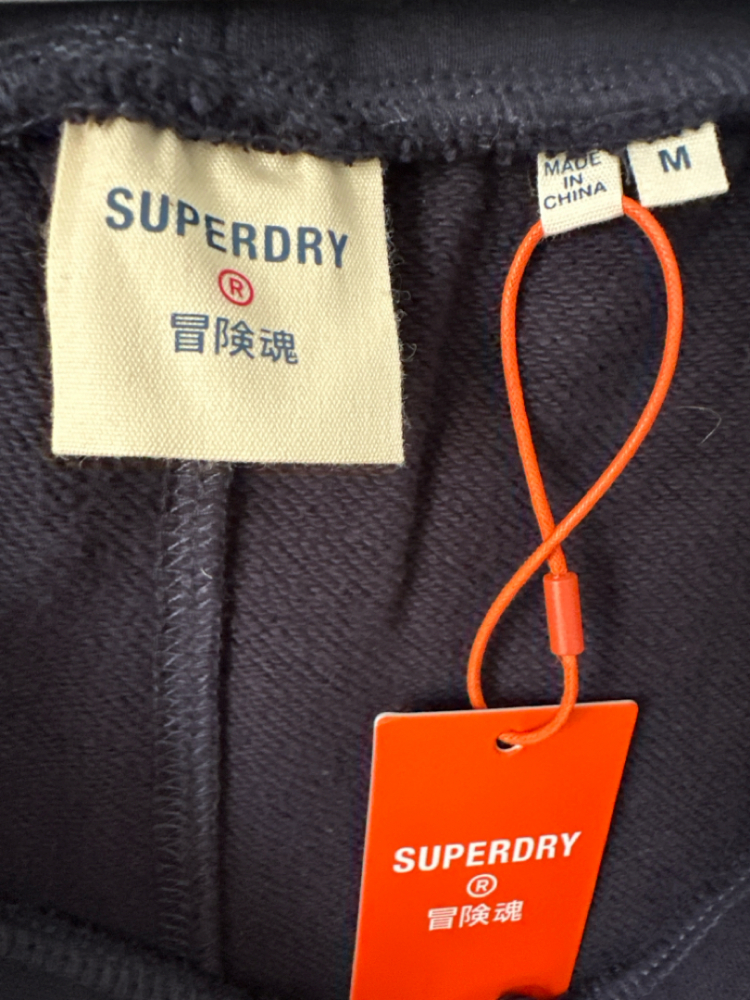 SUPERDRY
®
冒険魂
MADE
IN
CHINA
M
SUPERDRY
®
冒険魂